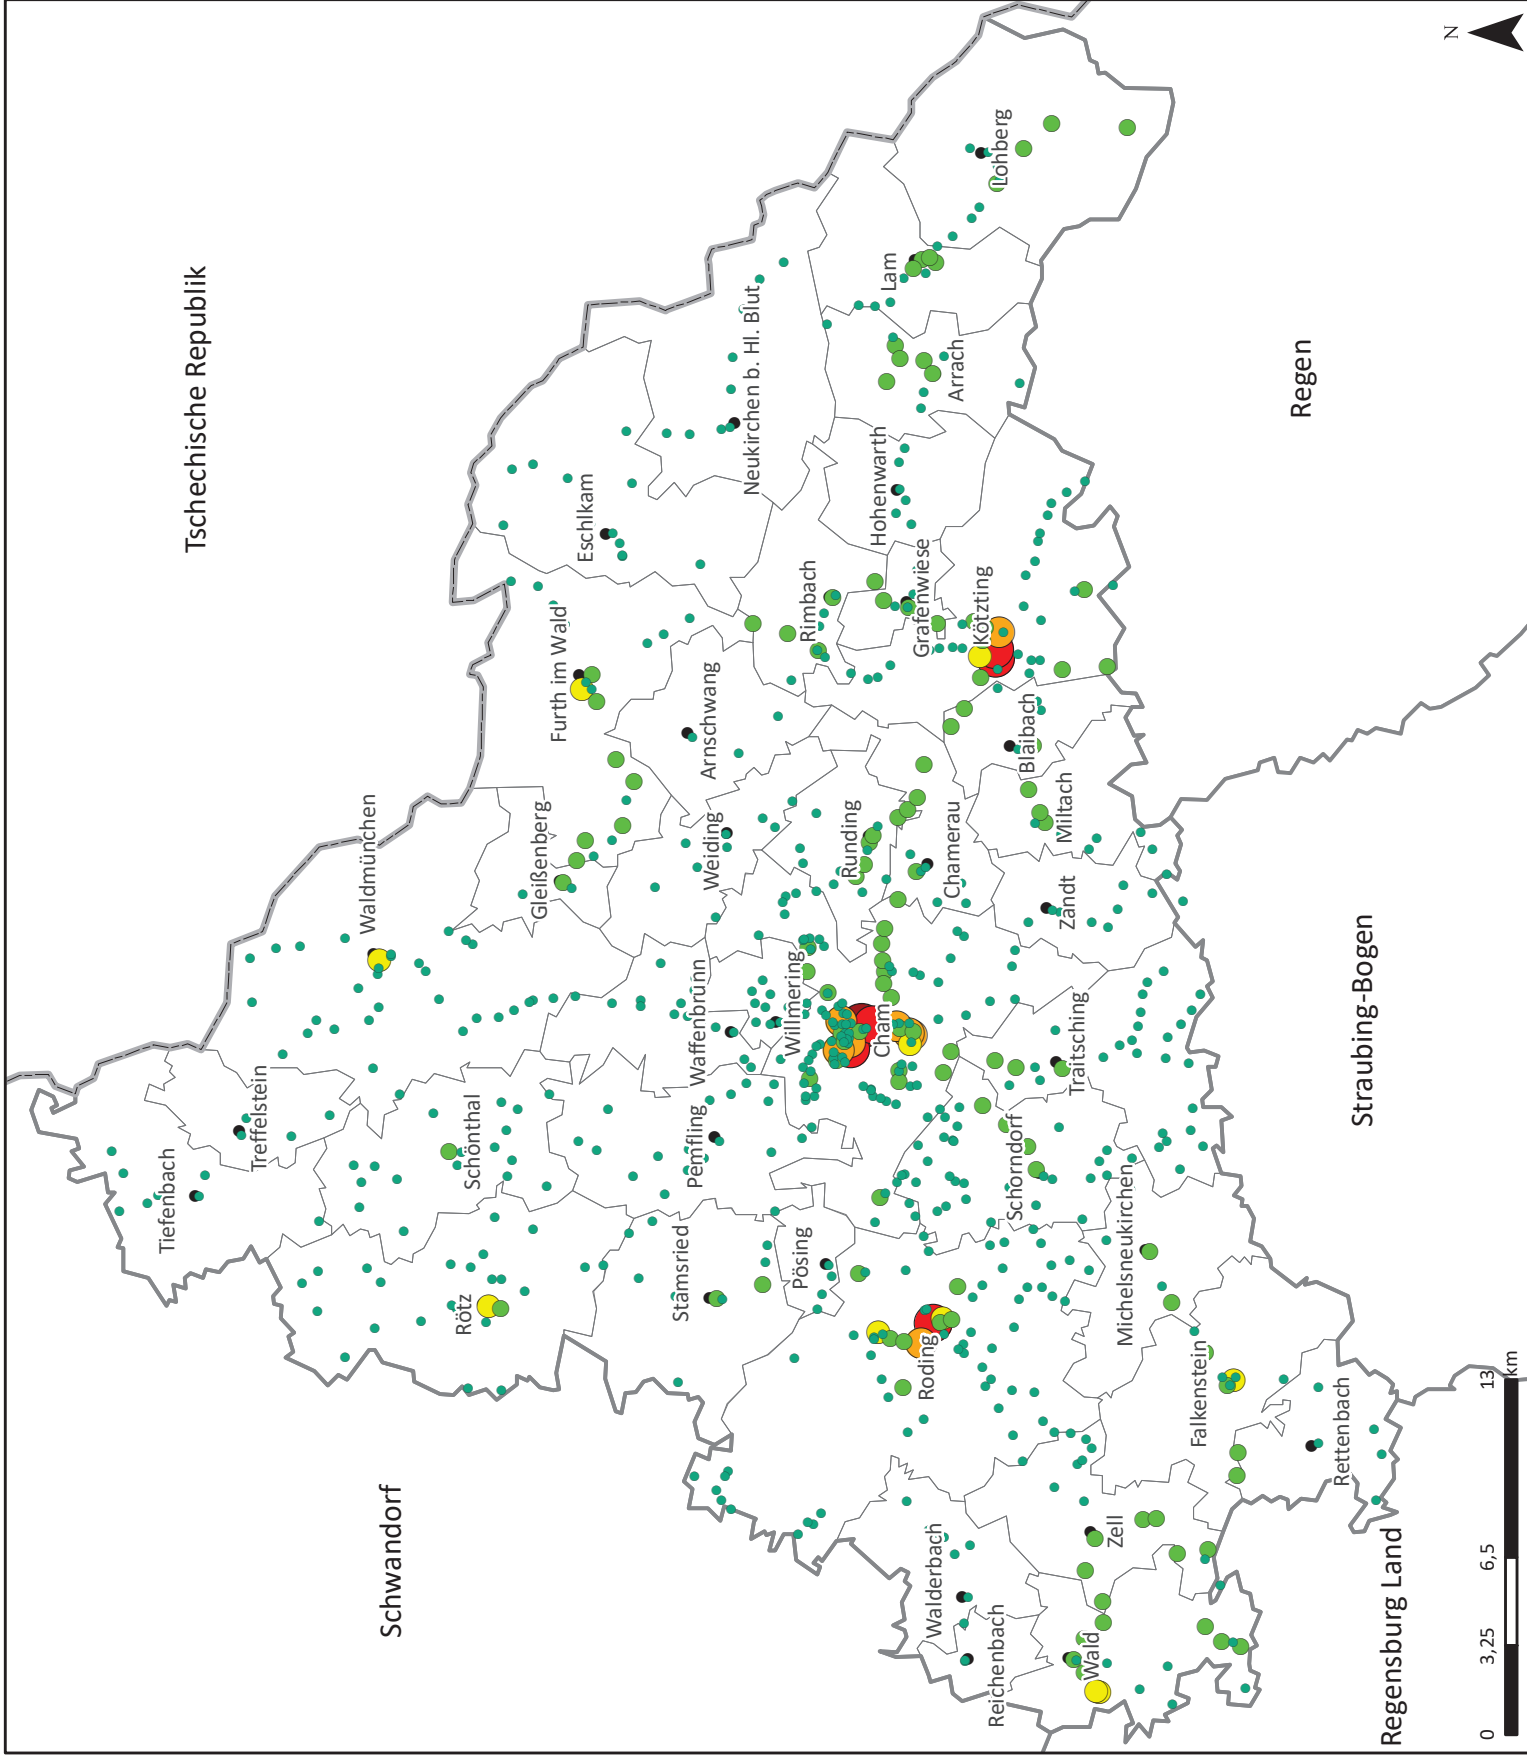 Tschechische Republik
Schwandorf
Regen
Straubing-Bogen
Regensburg Land
Tiefenbach
Treffelstein
Waldmünchen
Rötz
Schönthal
Gleißenberg
Furth im Wald
Eschlkam
Neukirchen b. Hl. Blut
Arnschwang
Weiding
Waffenbrunn
Pemfling
Stamsried
Willmering
Pösing
Rimbach
Runding
Hohenwarth
Lam
Lohberg
Arrach
Grafenwiese
Kötzting
Chamerau
Cham
Blaibach
Miltach
Zandt
Traitsching
Schorndorf
Roding
Michelsneukirchen
Falkenstein
Rettenbach
Zell
Walderbach
Reichenbach
Wald
N
0
3,25
6,5
13
km